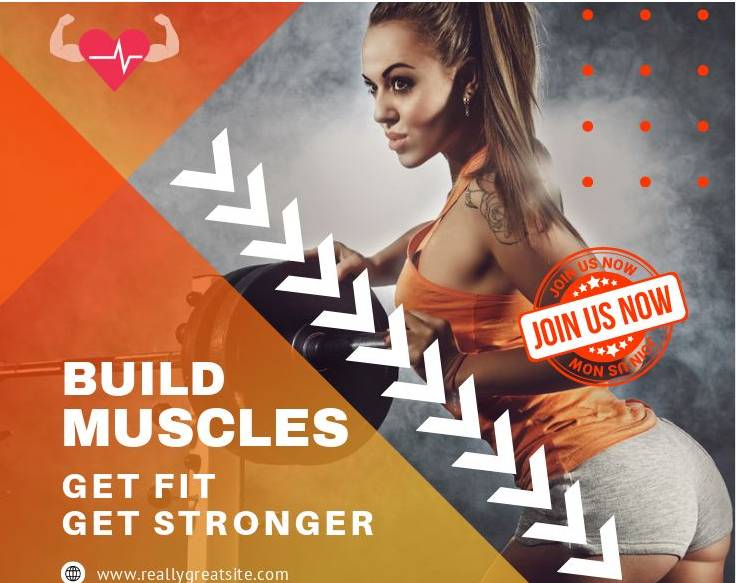 JOIN US NOW
JOIN US NOW
JOIN US NOW
BUILD
MUSCLES
GET FIT
GET STRONGER
www.reallygreatsite.com